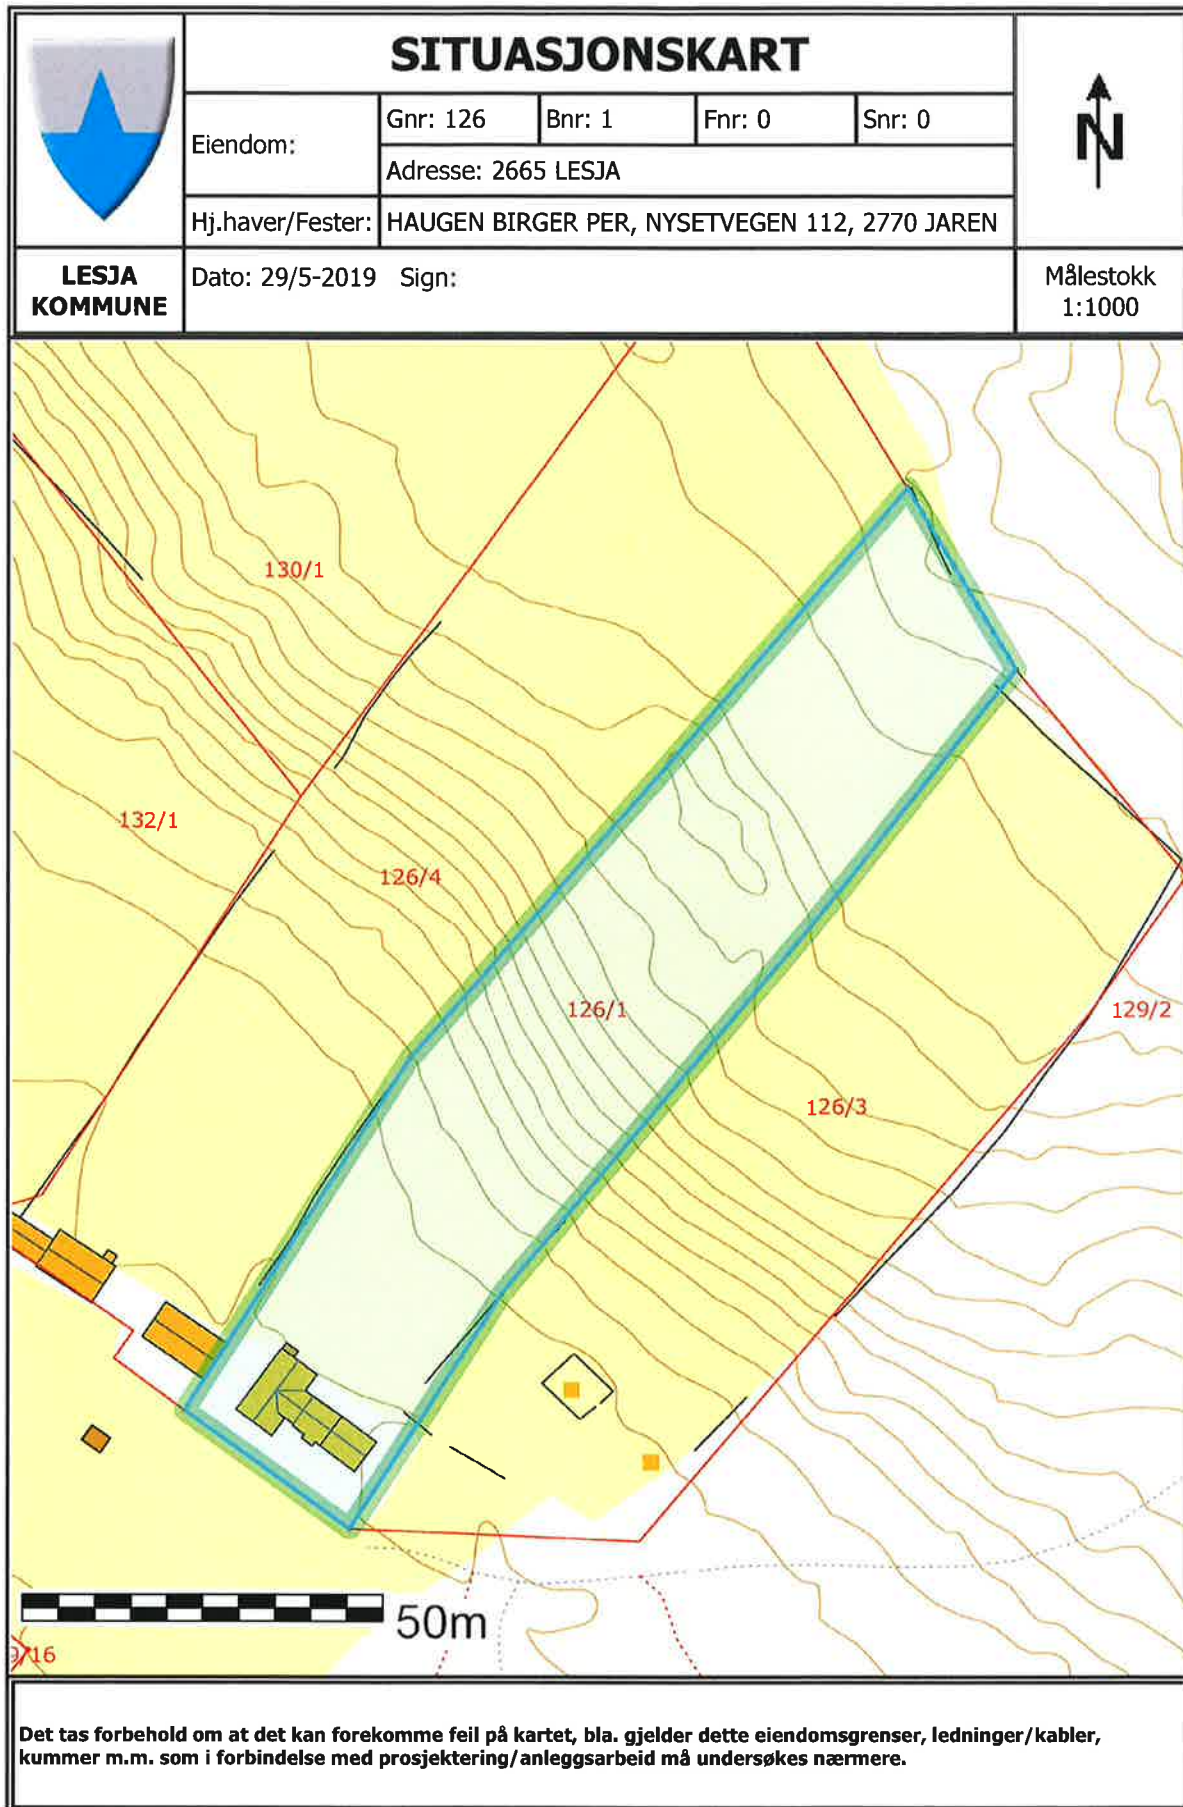 SITUASJONSKART
Eiendom:
Gnr: 126
Bnr: 1
Fnr: 0
Snr: 0
Adresse: 2665 LESJA
Hj.haver/Fester:
HAUGEN BIRGER PER, NYSETVEGEN 112, 2770 JAREN
N
LESJA
KOMMUNE
Dato: 29/5-2019 Sign:
Målestokk
1:1000
130/1
132/1
126/4
126/1
129/2
126/3
50m
9/16
Det tas forbehold om at det kan forekomme feil på kartet, bla. gjelder dette eiendomsgrenser, ledninger/kabler,
kummer m.m. som i forbindelse med prosjektering/anleggsarbeid må undersøkes nærmere.